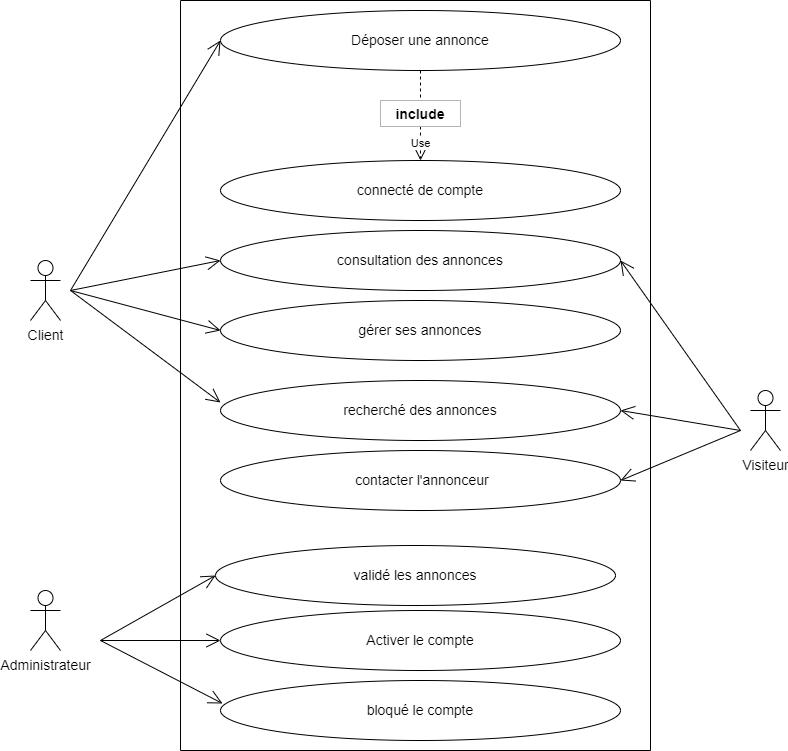 Déposer une annonce
include
Use
connecté de compte
consultation des annonces
Client
gérer ses annonces
recherché des annonces
Visiteur
contacter l'annonceur
validé les annonces
Activer le compte
Administrateur
bloqué le compte